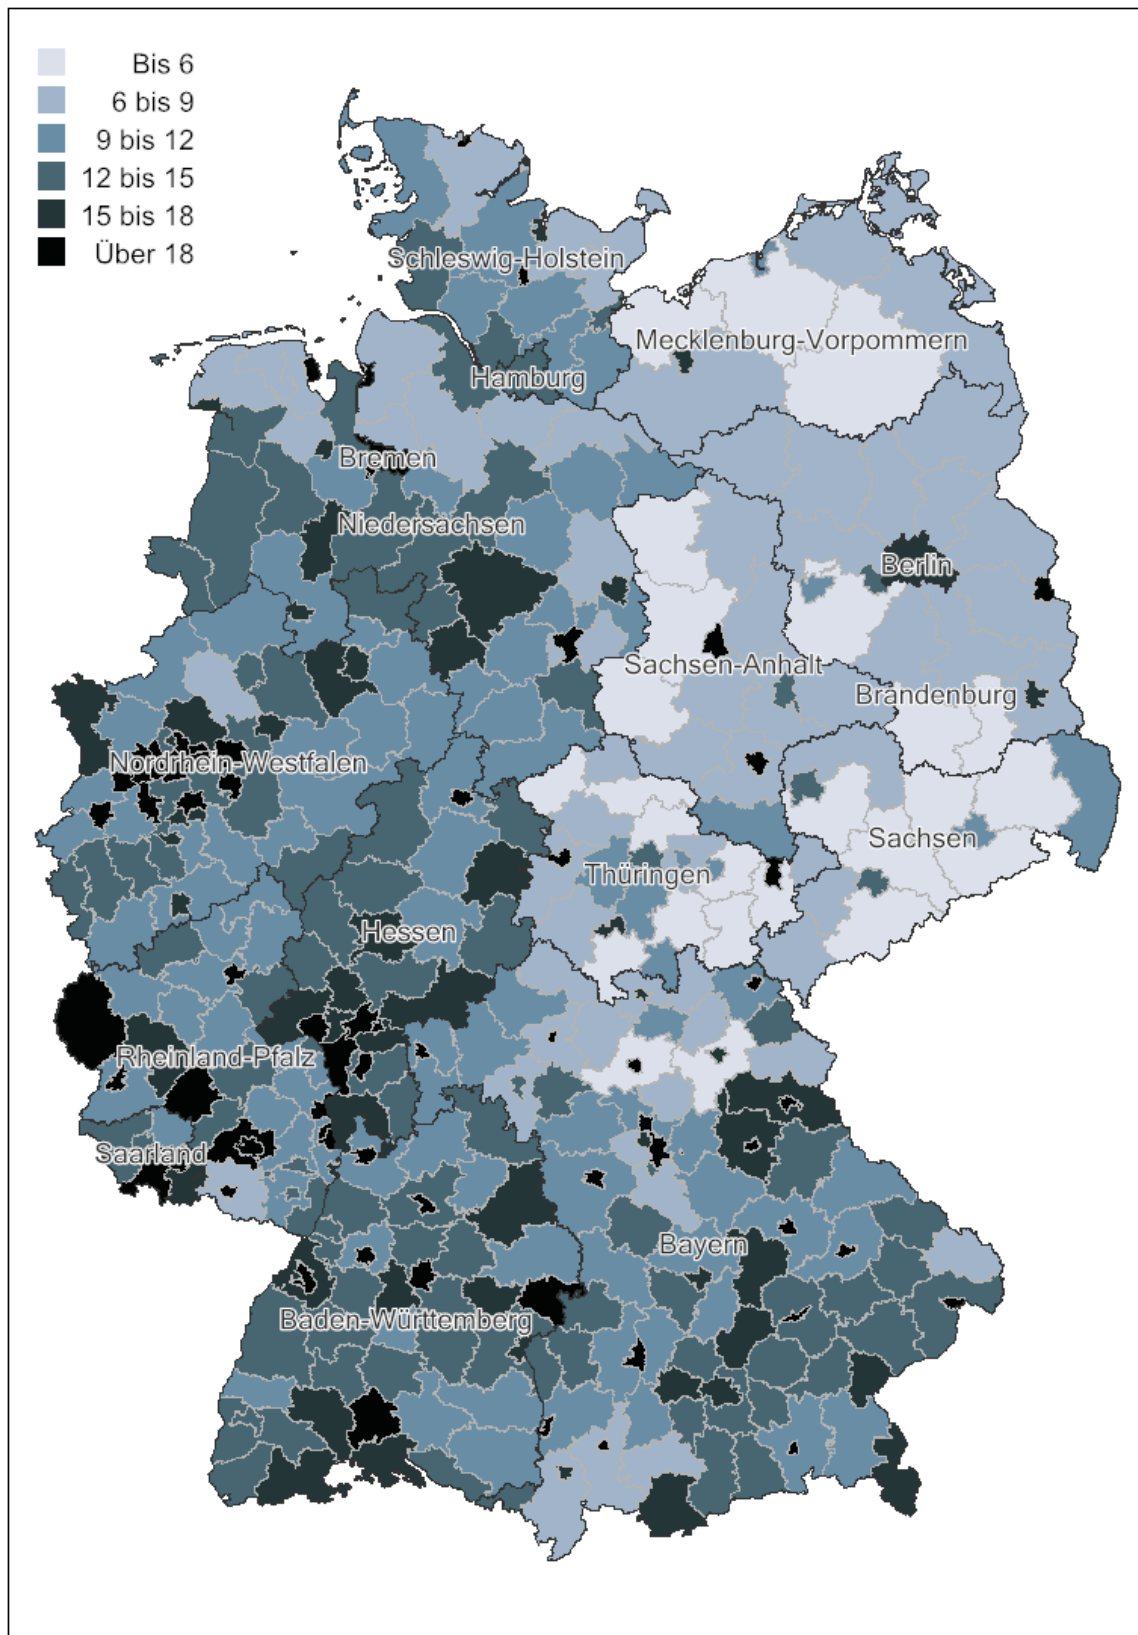 Bis 6
6 bis 9
9 bis 12
12 bis 15
15 bis 18
Über 18
Schleswig-Holstein
Mecklenburg-Vorpommern
Hamburg
Bremen
Niedersachsen
Berlin
Sachsen-Anhalt
Brandenburg
Nordrhein-Westfalen
Sachsen
Thüringen
Hessen
Rheinland-Pfalz
Saarland
Bayern
Baden-Württemberg